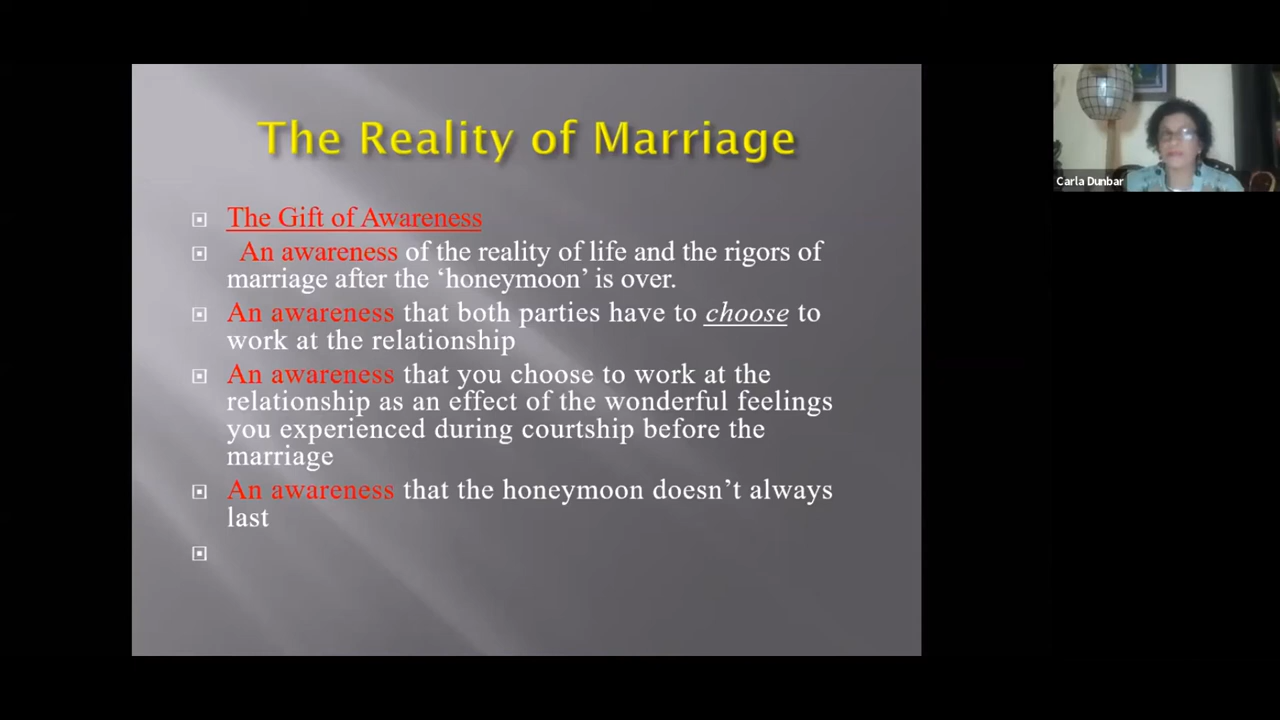 The Reality of Marriage
The Gift of Awareness
An awareness of the reality of life and the rigors of
marriage after the ‘honeymoon’ is over.
An awareness that both parties have to choose to
work at the relationship
An awareness that you choose to work at the
relationship as an effect of the wonderful feelings
you experienced during courtship before the
marriage
An awareness that the honeymoon doesn’t always
last
Carla Dunbar